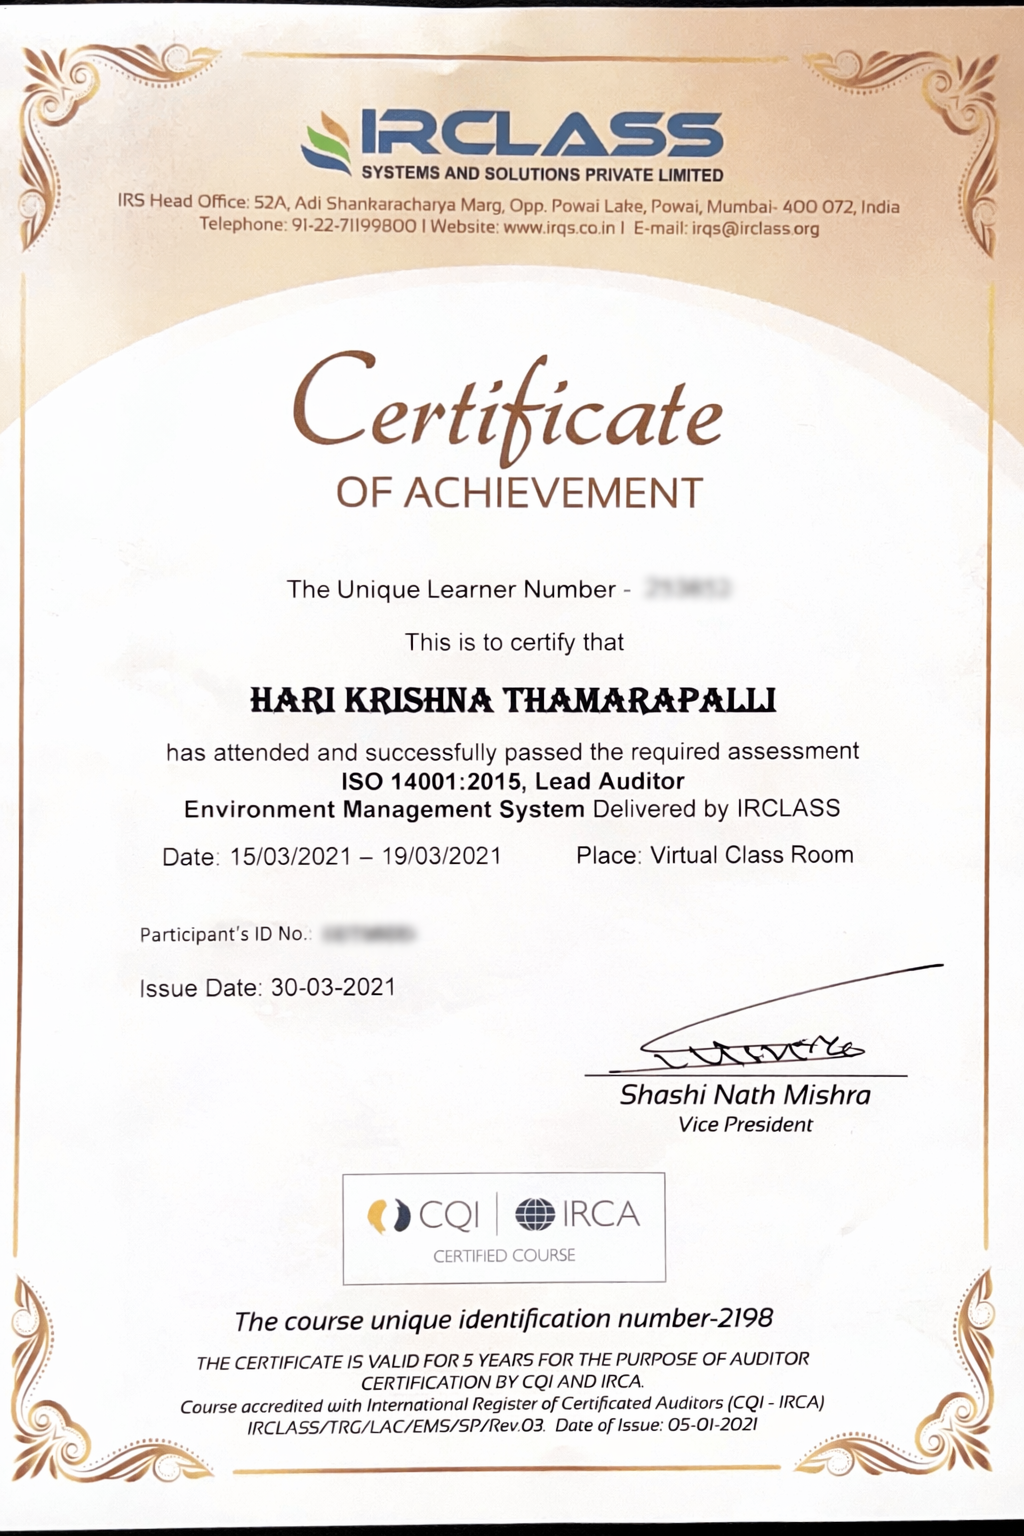 IRCLASS
SYSTEMS AND SOLUTIONS PRIVATE LIMITED
IRS Head Office: 52A, Adi Shankaracharya Marg, Opp. Powai Lake, Powai, Mumbai- 400 072, India
Telephone: 91-22-71199800 I Website: www.irqs.co.in I E-mail: irqs@irclass.org
Certificate
OF ACHIEVEMENT
The Unique Learner Number -
This is to certify that
HARI KRISHNA THAMARAPALLI
has attended and successfully passed the required assessment
ISO 14001:2015, Lead Auditor
Environment Management System Delivered by IRCLASS
Date: 15/03/2021 – 19/03/2021 Place: Virtual Class Room
Participant's ID No.:
Issue Date: 30-03-2021
Shashi Nath Mishra
Vice President
CQI | IRCA
CERTIFIED COURSE
The course unique identification number-2198
THE CERTIFICATE IS VALID FOR 5 YEARS FOR THE PURPOSE OF AUDITOR
CERTIFICATION BY CQI AND IRCA.
Course accredited with International Register of Certificated Auditors (CQI - IRCA)
IRCLASS/TRG/LAC/EMS/SP/Rev.03. Date of Issue: 05-01-2021